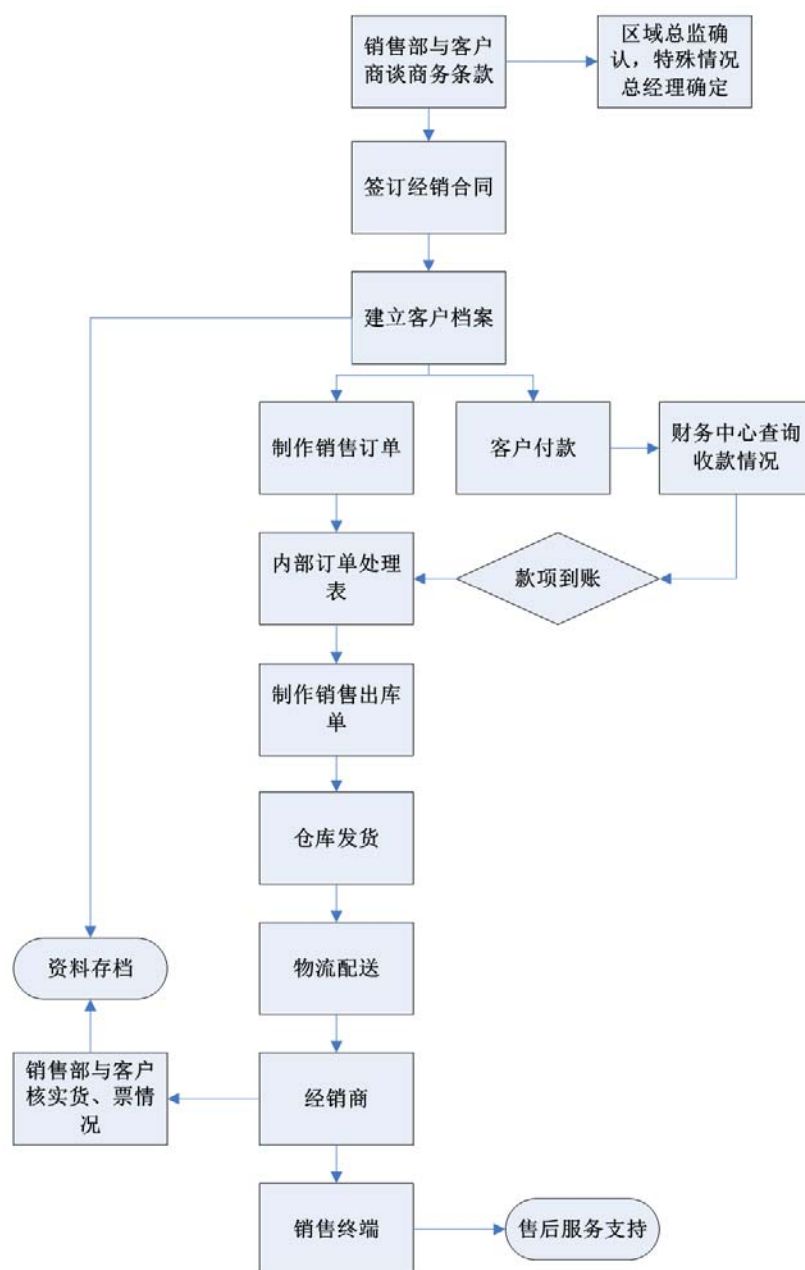 销售部与客户
商谈商务条款
区域总监确
认，特殊情况
总经理确定
签订经销合同
建立客户档案
制作销售订单
客户付款
财务中心查询
收款情况
内部订单处理
表
款项到账
制作销售出库
单
仓库发货
物流配送
资料存档
销售部与客户
核实货、票情
况
经销商
销售终端
售后服务支持